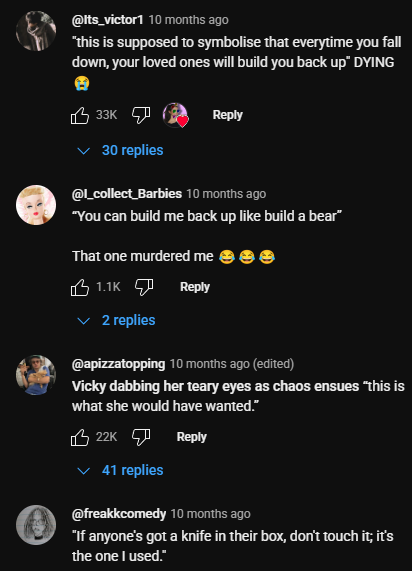 @Its_victor1 10 months ago
"this is supposed to symbolise that everytime you fall
down, your loved ones will build you back up" DYING
😭
33K Reply
30 replies
@I_collect_Barbies 10 months ago
“You can build me back up like build a bear”
That one murdered me 😂😂😂
1.1K Reply
2 replies
@apizzatopping 10 months ago (edited)
Vicky dabbing her teary eyes as chaos ensues “this is
what she would have wanted.”
22K Reply
41 replies
@freakkcomedy 10 months ago
"If anyone's got a knife in their box, don't touch it; it's
the one I used."